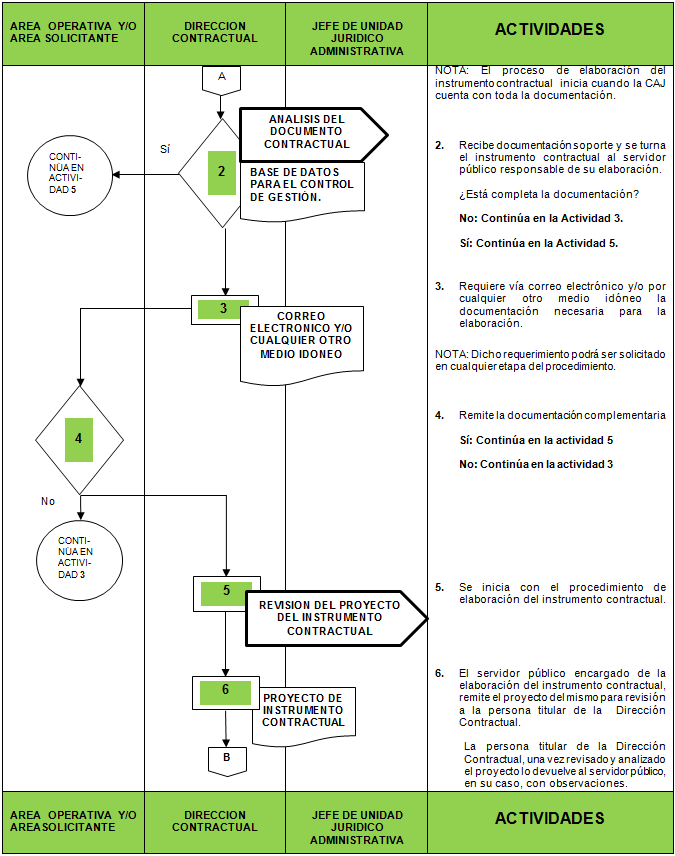 AREA OPERATIVA Y/O
AREA SOLICITANTE
DIRECCION
CONTRACTUAL
JEFE DE UNIDAD
JURIDICO
ADMINISTRATIVA
ACTIVIDADES
A
ANALISIS DEL
DOCUMENTO
CONTRACTUAL
Sí
2
BASE DE DATOS
PARA EL CONTROL
DE GESTIÓN.
CONTI-
NÚA EN
ACTIVI-
DAD 5
3
CORREO
ELECTRONICO Y/O
CUALQUIER OTRO
MEDIO IDONEO
4
No
CONTI-
NÚA EN
ACTIVI-
DAD 3
5
REVISION DEL PROYECTO
DEL INSTRUMENTO
CONTRACTUAL
6
PROYECTO DE
INSTRUMENTO
CONTRACTUAL
B
NOTA: El proceso de elaboración del
instrumento contractual inicia cuando la CAJ
cuenta con toda la documentación.
2. Recibe documentación soporte y se turna
el instrumento contractual al servidor
público responsable de su elaboración.
¿Está completa la documentación?
No: Continúa en la Actividad 3.
Sí: Continúa en la Actividad 5.
3. Requiere vía correo electrónico y/o por
cualquier otro medio idóneo la
documentación necesaria para la
elaboración.
NOTA: Dicho requerimiento podrá ser solicitado
en cualquier etapa del procedimiento.
4. Remite la documentación complementaria
Sí: Continúa en la actividad 5
No: Continúa en la actividad 3
5. Se inicia con el procedimiento de
elaboración del instrumento contractual.
6. El servidor público encargado de la
elaboración del instrumento contractual,
remite el proyecto del mismo para revisión
a la persona titular de la Dirección
Contractual.
La persona titular de la Dirección
Contractual, una vez revisado y analizado
el proyecto lo devuelve al servidor público,
en su caso, con observaciones.
AREA OPERATIVA Y/O
AREA SOLICITANTE
DIRECCION
CONTRACTUAL
JEFE DE UNIDAD
JURIDICO
ADMINISTRATIVA
ACTIVIDADES